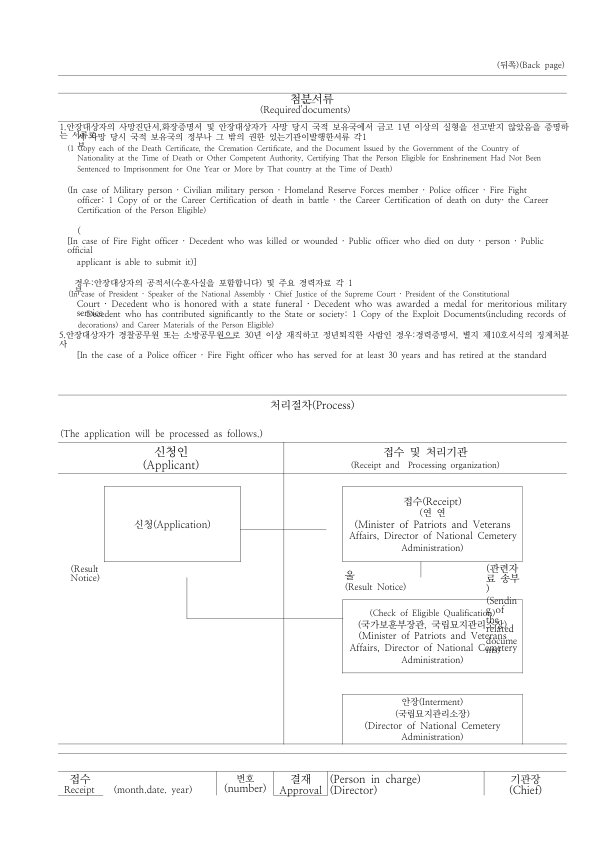 (뒤쪽)(Back page)
첨부서류
(Required documents)
1.안장대상자의 사망진단서,화장증명서 및 안장대상자가 사망 당시 국적 보유국에서 금고 1년 이상의 실형을 선고받지 않았음을 증명하
는 서류로
사망 당시 국적 보유국의 정부나 그 밖의 권한 있는기관이발행한서류 각1
부
(1 Copy each of the Death Certificate, the Cremation Certificate, and the Document Issued by the Government of the Country of
Nationality at the Time of Death or Other Competent Authority, Certifying That the Person Eligible for Enshrinement Had Not Been
Sentenced to Imprisonment for One Year or More by That country at the Time of Death)
(In case of Military person · Civilian military person · Homeland Reserve Forces member · Police officer · Fire Fight
officer: 1 Copy of or the Career Certification of death in battle · the Career Certification of death on duty· the Career
Certification of the Person Eligible)
(
[In case of Fire Fight officer · Decedent who was killed or wounded · Public officer who died on duty · person · Public
official
applicant is able to submit it)]
경우:안장대상자의 공적서(수훈사실을 포함합니다) 및 주요 경력자료 각 1
부
(In case of President · Speaker of the National Assembly · Chief Justice of the Supreme Court · President of the Constitutional
Court · Decedent who is honored with a state funeral · Decedent who was awarded a medal for meritorious military
service
· Decedent who has contributed significantly to the State or society: 1 Copy of the Exploit Documents(including records of
decorations) and Career Materials of the Person Eligible)
5.안장대상자가 경찰공무원 또는 소방공무원으로 30년 이상 재직하고 정년퇴직한 사람인 경우:경력증명서, 별지 제10호서식의 징계처분
사
[In the case of a Police officer · Fire Fight officer who has served for at least 30 years and has retired at the standard
처리절차(Process)
(The application will be processed as follows.)
신청인
(Applicant)
접수 및 처리기관
(Receipt and Processing organization)
신청(Application)
접수(Receipt)
(연 연
(Minister of Patriots and Veterans
Affairs, Director of National Cemetery
Administration)
(Result
Notice)
을
(Result Notice)
(관련자
료 송부
)
(Sendin
g of
the
related
docume
nts)
(Check of Eligible Qualification)
(국가보훈부장관, 국립묘지관리소장)
(Minister of Patriots and Veterans
Affairs, Director of National Cemetery
Administration)
안장(Interment)
(국립묘지관리소장)
(Director of National Cemetery
Administration)
접수
Receipt
(month.date. year)
번호
(number)
결재
Approval
(Person in charge)
(Director)
기관장
(Chief)